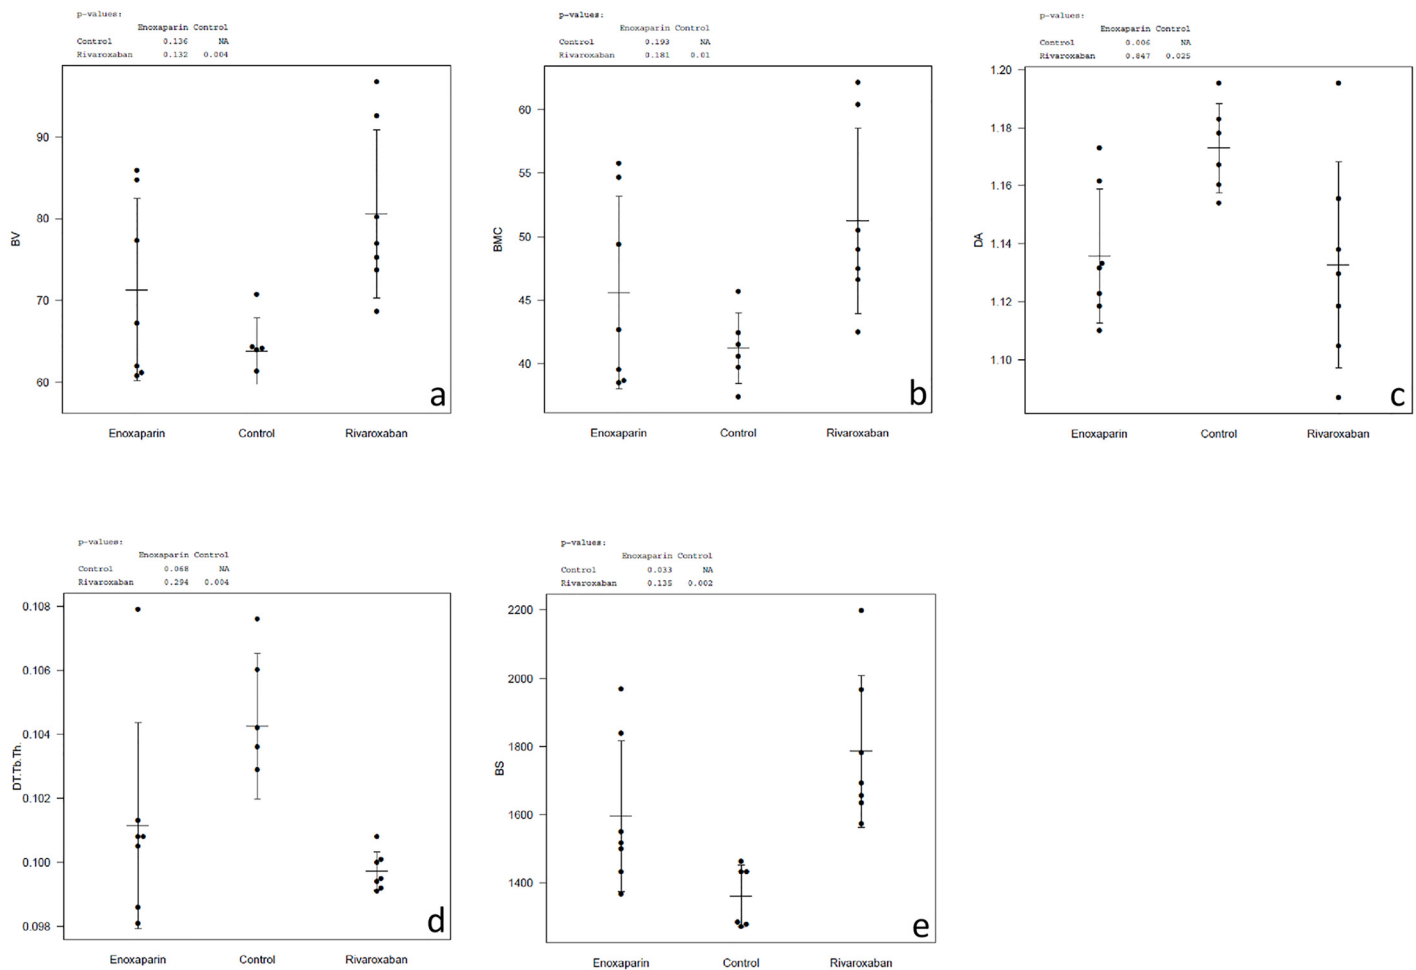 p-values:
Enoxaparin Control
Control 0.136 NA
Rivaroxaban 0.132 0.004
BV
90
80
70
60
a
Enoxaparin Control Rivaroxaban
p-values:
Enoxaparin Control
Control 0.193 NA
Rivaroxaban 0.181 0.01
BMC
60
55
50
45
40
b
Enoxaparin Control Rivaroxaban
p-values:
Enoxaparin Control
Control 0.006 NA
Rivaroxaban 0.847 0.025
DA
1.20
1.18
1.16
1.14
1.12
1.10
c
Enoxaparin Control Rivaroxaban
p-values:
Enoxaparin Control
Control 0.068 NA
Rivaroxaban 0.294 0.004
DT.Tb.Th.
0.108
0.106
0.104
0.102
0.100
0.098
d
Enoxaparin Control Rivaroxaban
p-values:
Enoxaparin Control
Control 0.033 NA
Rivaroxaban 0.135 0.002
BS
2200
2000
1800
1600
1400
e
Enoxaparin Control Rivaroxaban